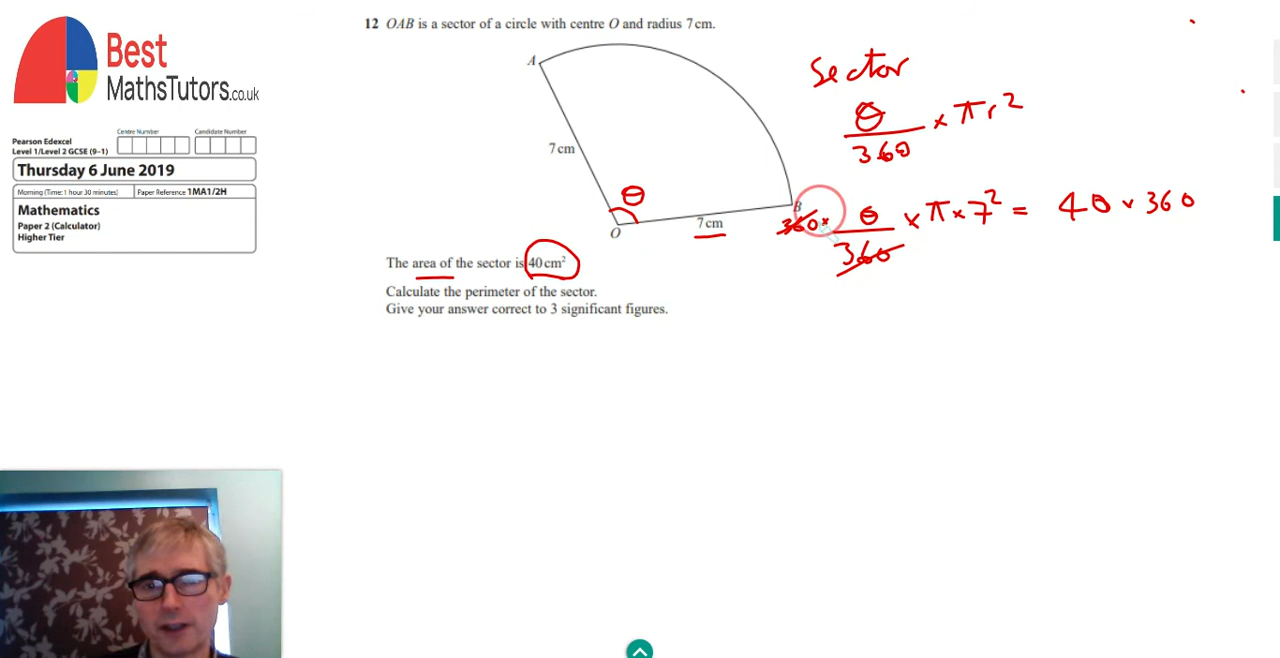 Best
MathsTutors.co.uk
Centre Number Candidate Number
Pearson Edexcel
Level 1/Level 2 GCSE (9–1)
Thursday 6 June 2019
Morning (Time: 1 hour 30 minutes) Paper Reference 1MA1/2H
Mathematics
Paper 2 (Calculator)
Higher Tier
12 OAB is a sector of a circle with centre O and radius 7 cm.
A
7 cm
θ
B
O
7 cm
The area of the sector is 40 cm²
Calculate the perimeter of the sector.
Give your answer correct to 3 significant figures.
Sector
θ/360 × πr²
360 × θ/360 × π × 7² = 40 × 360